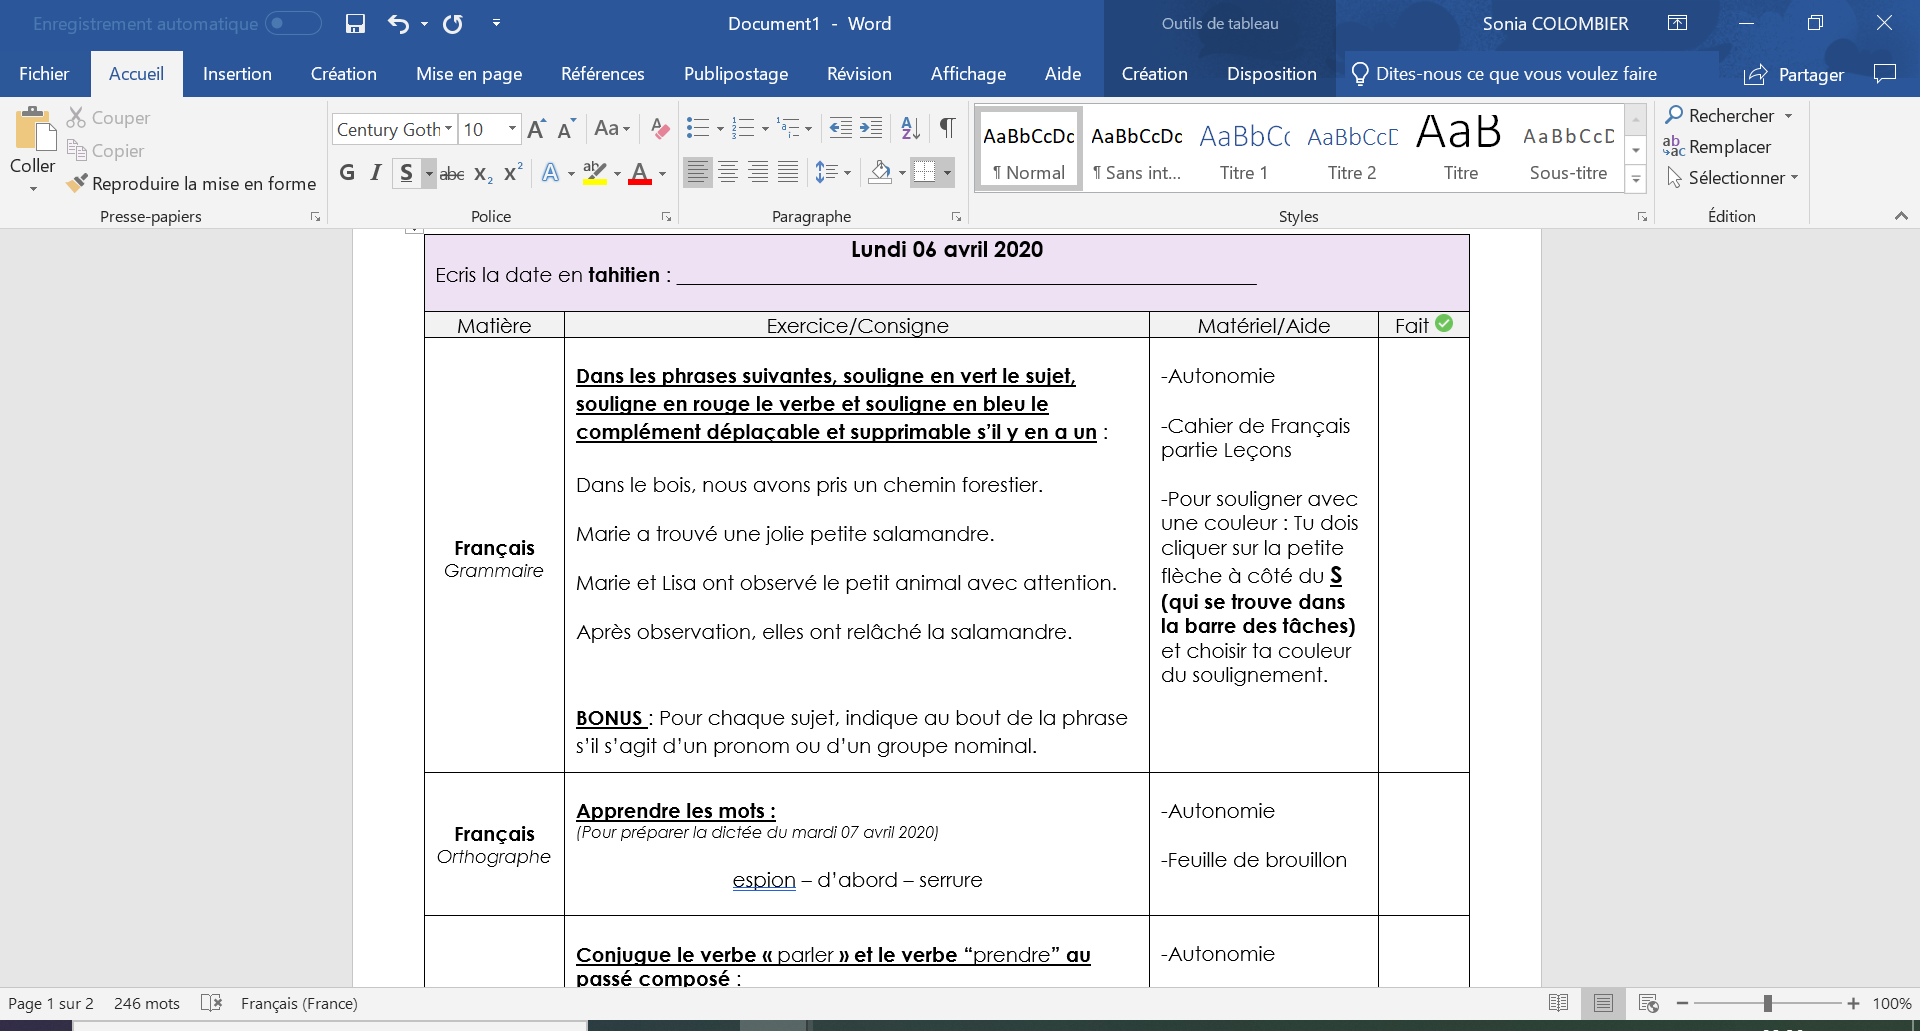 Enregistrement automatique
Document1 - Word
Outils de tableau
Sonia COLOMBIER
Fichier Accueil Insertion Création Mise en page Références Publipostage Révision Affichage Aide Création Disposition Dites-nous ce que vous voulez faire Partager
Coller
Couper
Copier
Reproduire la mise en forme
Presse-papiers
Century Goth 10
G I S abc x₂ x² A ab A
Police
Paragraphe
AaBbCcDc AaBbCcDc AaBbCc AaBbCcD AaB AaBbCcD
¶ Normal ¶ Sans int... Titre 1 Titre 2 Titre Sous-titre
Styles
Rechercher
Remplacer
Sélectionner
Édition
Lundi 06 avril 2020
Ecris la date en tahitien : ____________________
Matière Exercice/Consigne Matériel/Aide Fait
Français
Grammaire
Dans les phrases suivantes, souligne en vert le sujet,
souligne en rouge le verbe et souligne en bleu le
complément déplaçable et supprimable s’il y en a un :
Dans le bois, nous avons pris un chemin forestier.
Marie a trouvé une jolie petite salamandre.
Marie et Lisa ont observé le petit animal avec attention.
Après observation, elles ont relâché la salamandre.
BONUS : Pour chaque sujet, indique au bout de la phrase
s’il s’agit d’un pronom ou d’un groupe nominal.
-Autonomie
-Cahier de Français
partie Leçons
-Pour souligner avec
une couleur : Tu dois
cliquer sur la petite
flèche à côté du S
(qui se trouve dans
la barre des tâches)
et choisir ta couleur
du soulignement.
Français
Orthographe
Apprendre les mots :
(Pour préparer la dictée du mardi 07 avril 2020)
espion – d’abord – serrure
-Autonomie
-Feuille de brouillon
Conjugue le verbe « parler » et le verbe “prendre” au
passé composé :
-Autonomie
Page 1 sur 2 246 mots Français (France) 100%